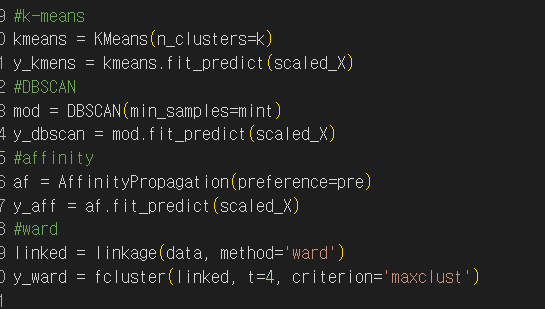 9 #k-means
0 kmeans = KMeans(n_clusters=k)
1 y_kmens = kmeans.fit_predict(scaled_X)
2 #DBSCAN
3 mod = DBSCAN(min_samples=mint)
4 y_dbscan = mod.fit_predict(scaled_X)
5 #affinity
6 af = AffinityPropagation(preference=pre)
7 y_aff = af.fit_predict(scaled_X)
8 #ward
9 linked = linkage(data, method='ward')
0 y_ward = fcluster(linked, t=4, criterion='maxclust')
1